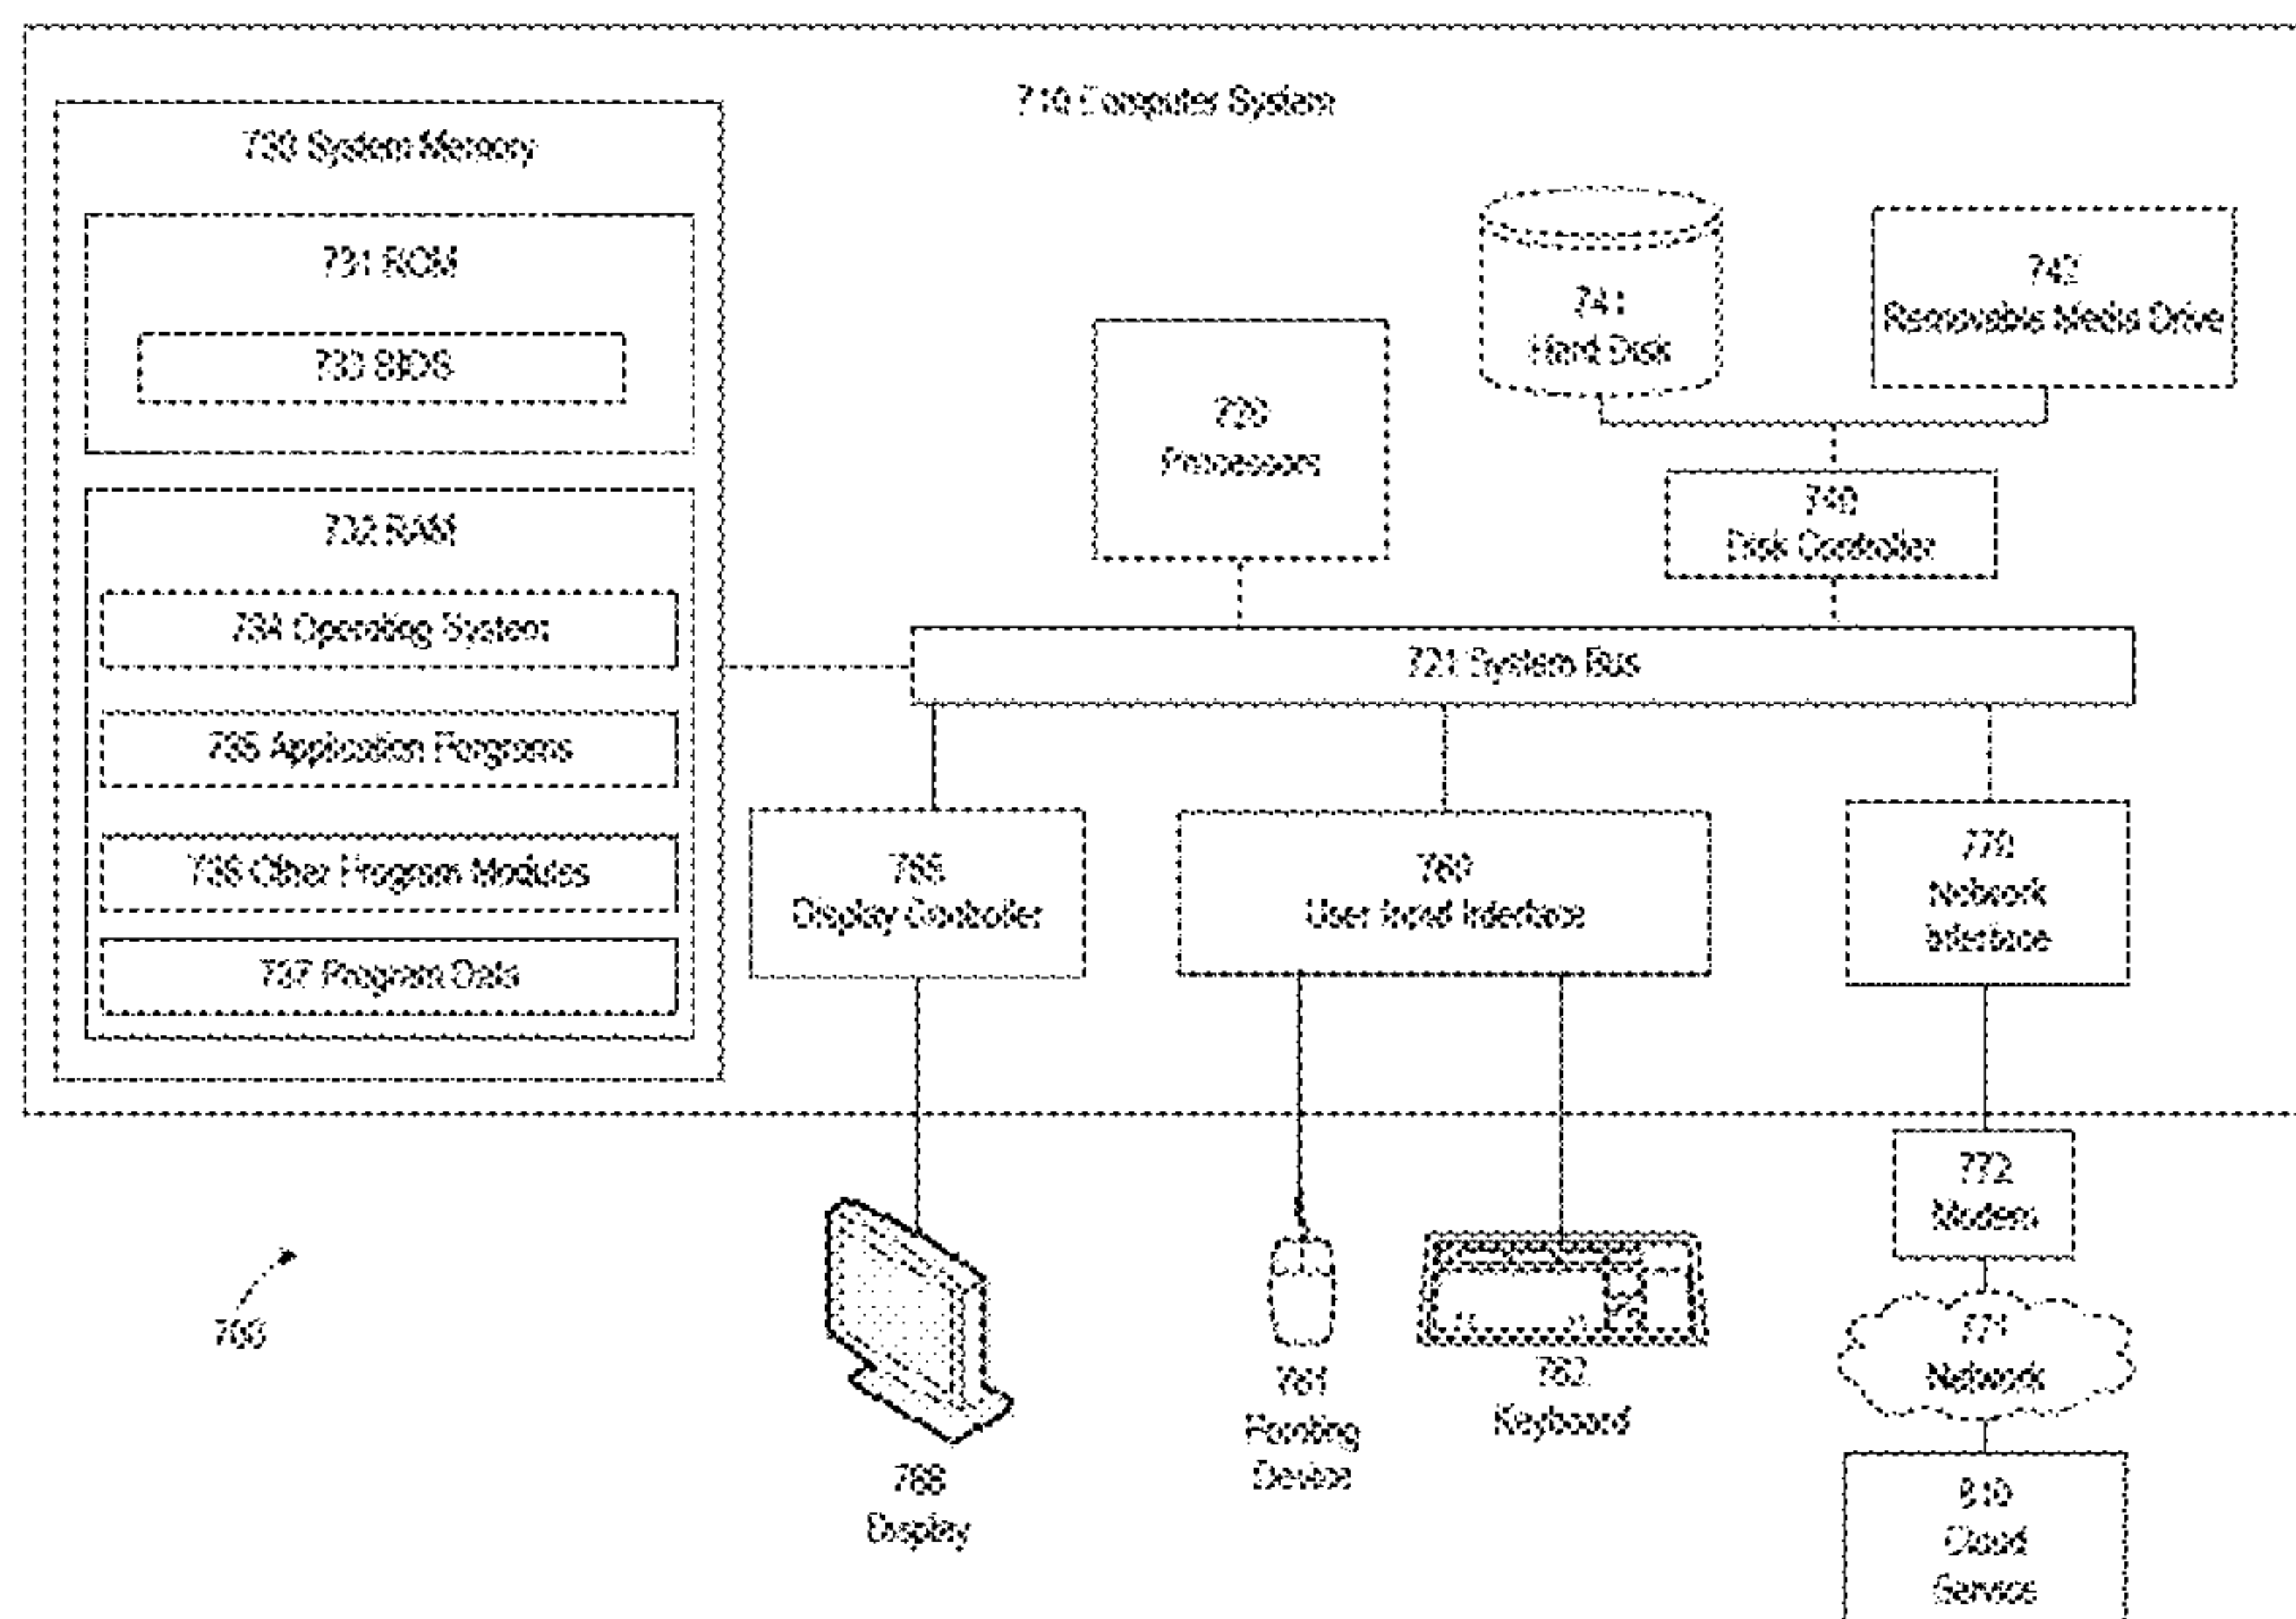 710 Computer System
730 System Memory
731 ROM
733 BIOS
732 RAM
734 Operating System
735 Application Porgrams
736 Other Program Modules
737 Program Data
720
Processors
741
Hard Disk
742
Removable Media Drive
740
Disk Controller
721 System Bus
765
Display Controller
760
User Input Interface
770
Network
Interface
772
Modem
771
Network
810
Cloud
Service
766
Display
761
Pointing
Device
762
Keyboard